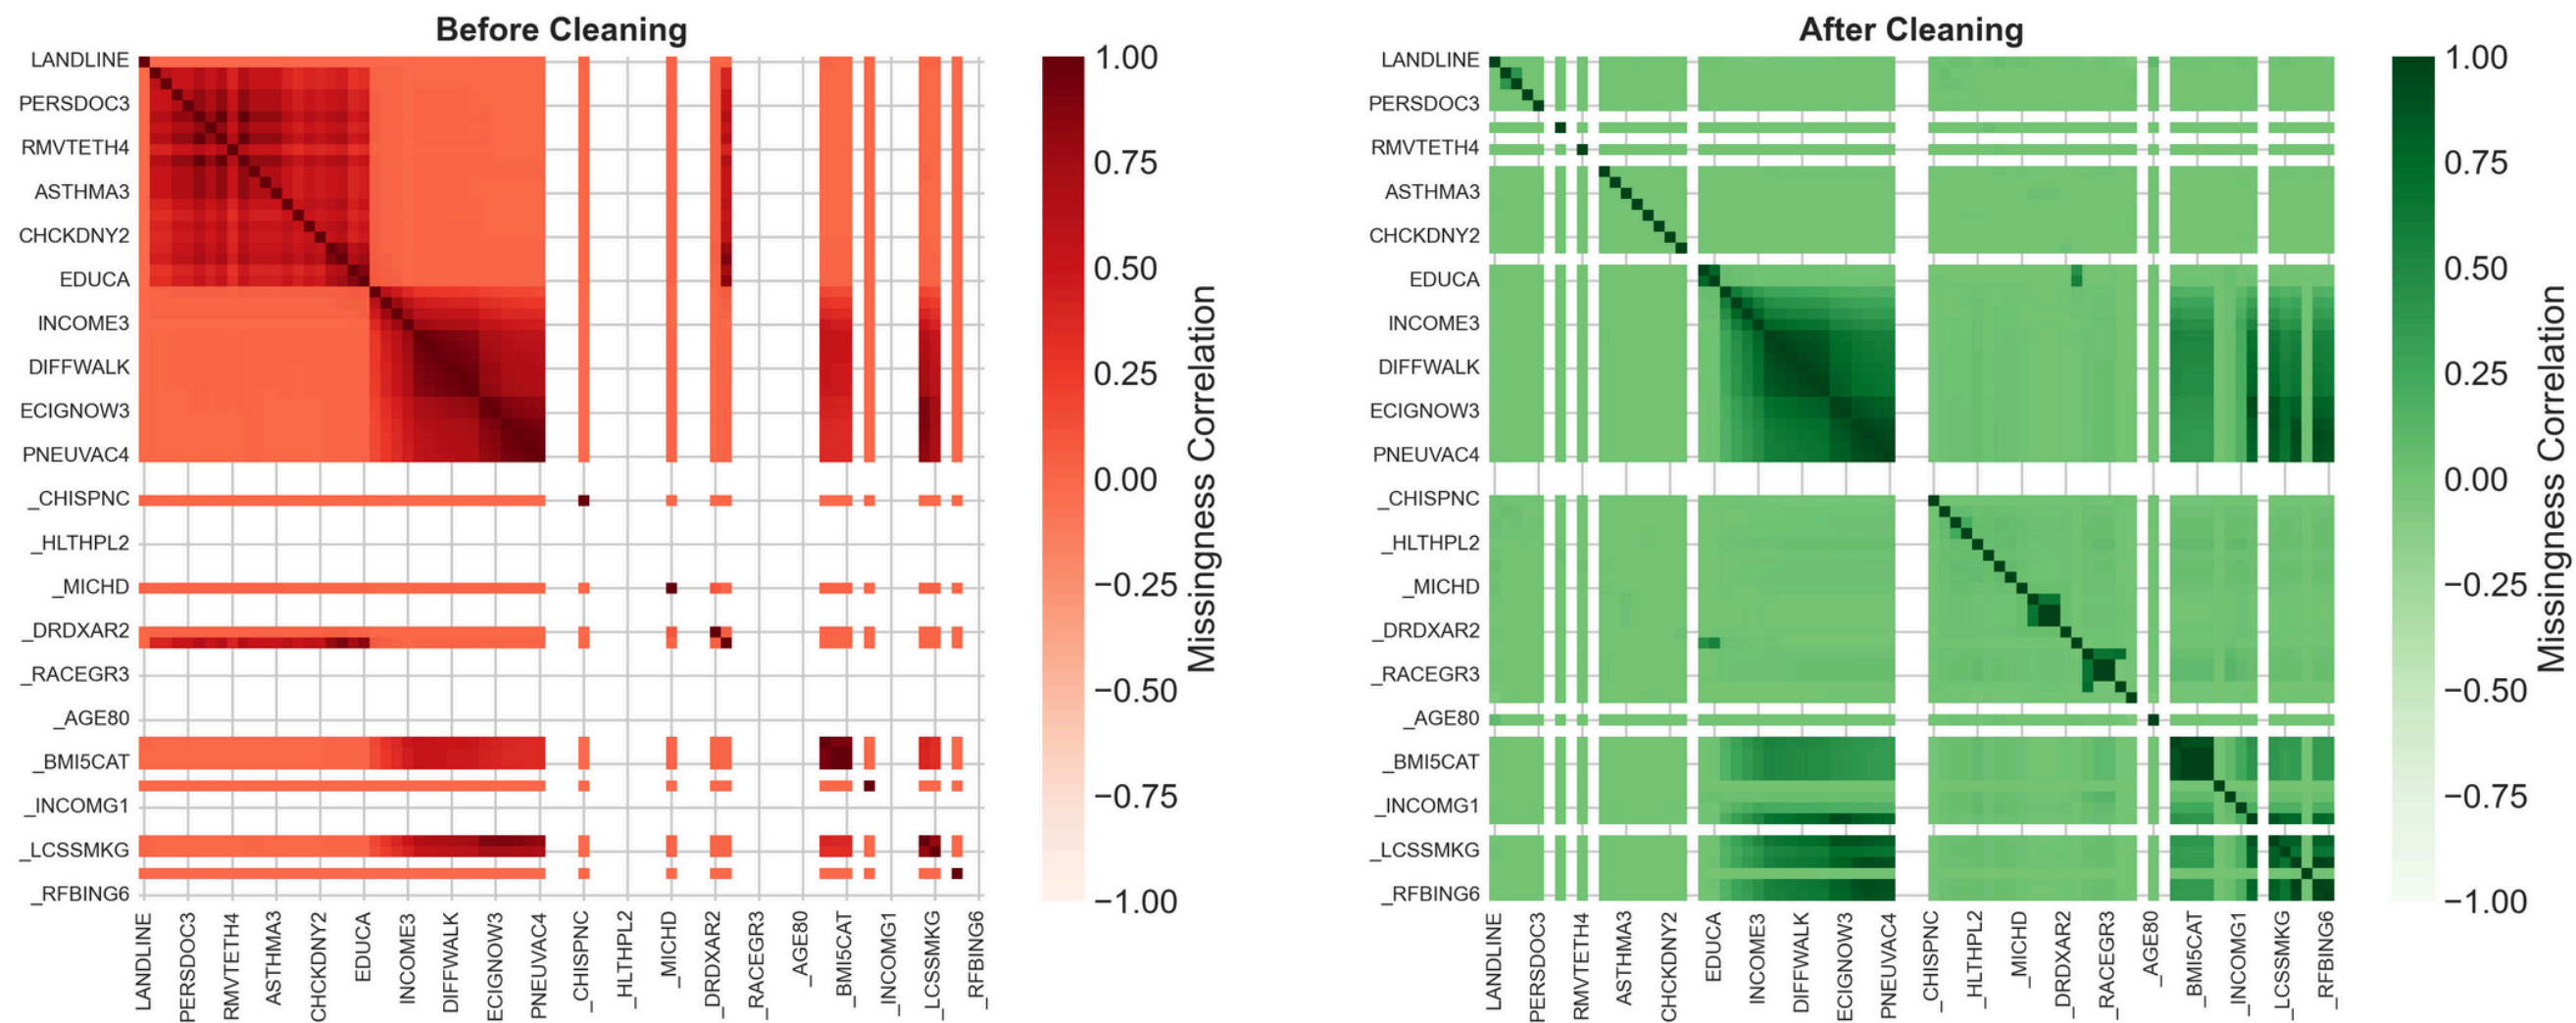 Before Cleaning
LANDLINE
PERSDOC3
RMVTETH4
ASTHMA3
CHCKDNY2
EDUCA
INCOME3
DIFFWALK
ECIGNOW3
PNEUVAC4
_CHISPNC
_HLTHPL2
_MICHD
_DRDXAR2
_RACEGR3
_AGE80
_BMI5CAT
_INCOMG1
_LCSSMKG
_RFBING6
LANDLINE
PERSDOC3
RMVTETH4
ASTHMA3
CHCKDNY2
EDUCA
INCOME3
DIFFWALK
ECIGNOW3
PNEUVAC4
_CHISPNC
_HLTHPL2
_MICHD
_DRDXAR2
_RACEGR3
_AGE80
_BMI5CAT
_INCOMG1
_LCSSMKG
_RFBING6
1.00
0.75
0.50
0.25
0.00
−0.25
−0.50
−0.75
−1.00
Missingness Correlation
After Cleaning
LANDLINE
PERSDOC3
RMVTETH4
ASTHMA3
CHCKDNY2
EDUCA
INCOME3
DIFFWALK
ECIGNOW3
PNEUVAC4
_CHISPNC
_HLTHPL2
_MICHD
_DRDXAR2
_RACEGR3
_AGE80
_BMI5CAT
_INCOMG1
_LCSSMKG
_RFBING6
LANDLINE
PERSDOC3
RMVTETH4
ASTHMA3
CHCKDNY2
EDUCA
INCOME3
DIFFWALK
ECIGNOW3
PNEUVAC4
_CHISPNC
_HLTHPL2
_MICHD
_DRDXAR2
_RACEGR3
_AGE80
_BMI5CAT
_INCOMG1
_LCSSMKG
_RFBING6
1.00
0.75
0.50
0.25
0.00
−0.25
−0.50
−0.75
−1.00
Missingness Correlation